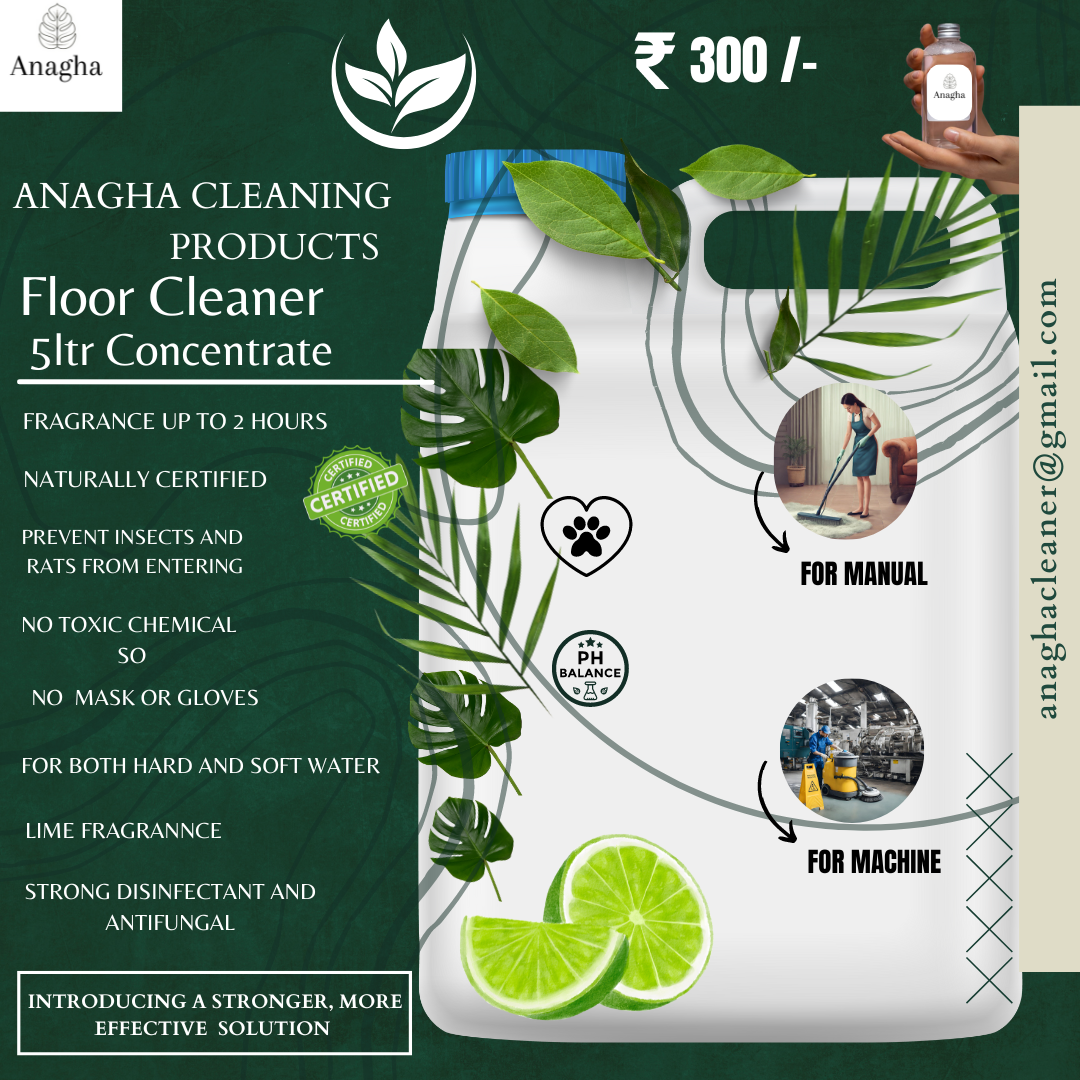 Anagha
₹ 300 /-
Anagha
ANAGHA CLEANING
PRODUCTS
Floor Cleaner
5ltr Concentrate
FRAGRANCE UP TO 2 HOURS
NATURALLY CERTIFIED
CERTIFIED
CERTIFIED
CERTIFIED
PREVENT INSECTS AND
RATS FROM ENTERING
NO TOXIC CHEMICAL
SO
NO MASK OR GLOVES
FOR BOTH HARD AND SOFT WATER
LIME FRAGRANNCE
STRONG DISINFECTANT AND
ANTIFUNGAL
INTRODUCING A STRONGER, MORE
EFFECTIVE SOLUTION
PH
BALANCE
FOR MANUAL
FOR MACHINE
anaghacleaner@gmail.com